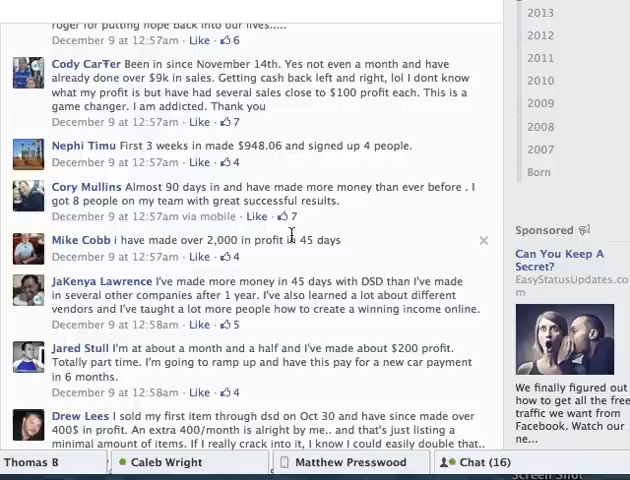 roger for putting hope back into our lives.....
December 9 at 12:57am · Like · 6
Cody CarŦer Been in since November 14th. Yes not even a month and have
already done over $9k in sales. Getting cash back left and right, lol I dont know
what my profit is but have had several sales close to $100 profit each. This is a
game changer. I am addicted. Thank you
December 9 at 12:57am · Like · 7
Nephi Timu First 3 weeks in made $948.06 and signed up 4 people.
December 9 at 12:57am · Like · 4
Cory Mullins Almost 90 days in and have made more money than ever before . I
got 8 people on my team with great successful results.
December 9 at 12:57am via mobile · Like · 7
Mike Cobb i have made over 2,000 in profit in 45 days
December 9 at 12:57am · Like · 4
JaKenya Lawrence I've made more money in 45 days with DSD than I've made
in several other companies after 1 year. I've also learned a lot about different
vendors and I've taught a lot more people how to create a winning income online.
December 9 at 12:58am · Like · 5
Jared Stull I'm at about a month and a half and I've made about $200 profit.
Totally part time. I'm going to ramp up and have this pay for a new car payment
in 6 months.
December 9 at 12:58am · Like · 4
Drew Lees I sold my first item through dsd on Oct 30 and have since made over
400$ in profit. An extra 400/month is alright by me.. and that's just listing a
minimal amount of items. If I really crack into it, I know I could easily double that..
2013
2012
2011
2010
2009
2008
2007
Born
Sponsored
Can You Keep A
Secret?
EasyStatusUpdates.co
m
We finally figured out
how to get all the free
traffic we want from
Facebook. Watch our
ne...
Thomas B
Caleb Wright
Matthew Presswood
Chat (16)
Screen Shot